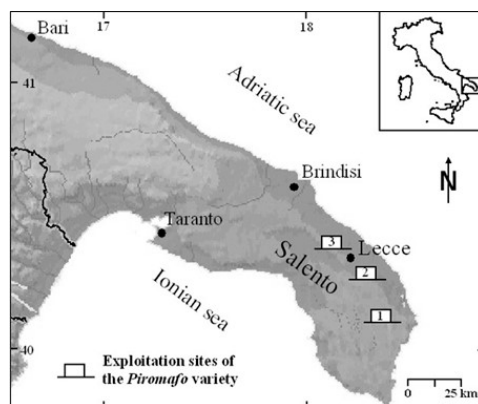 Bari
17
18
41
Adriatic sea
Brindisi
N
Taranto
3
Lecce
Salento
2
Ionian sea
1
40
Exploitation sites of
the Piromafo variety
0 25 km